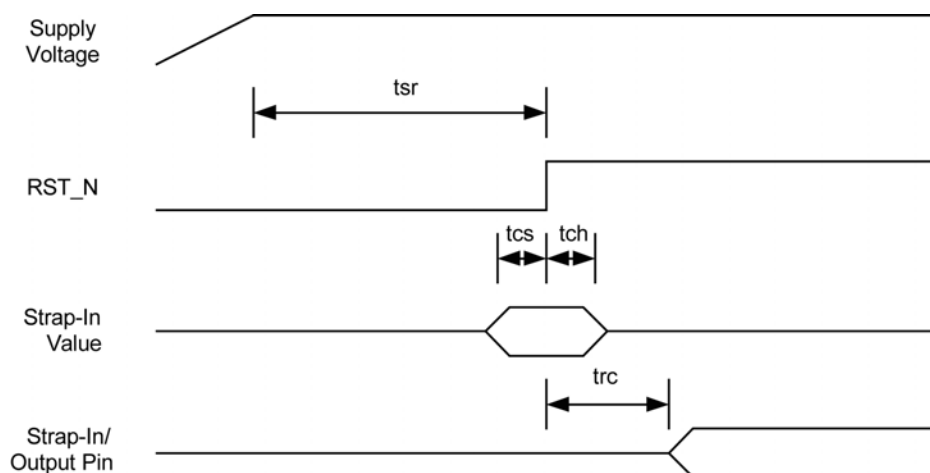 Supply
Voltage
tsr
RST_N
tcs
tch
Strap-In
Value
trc
Strap-In/
Output Pin